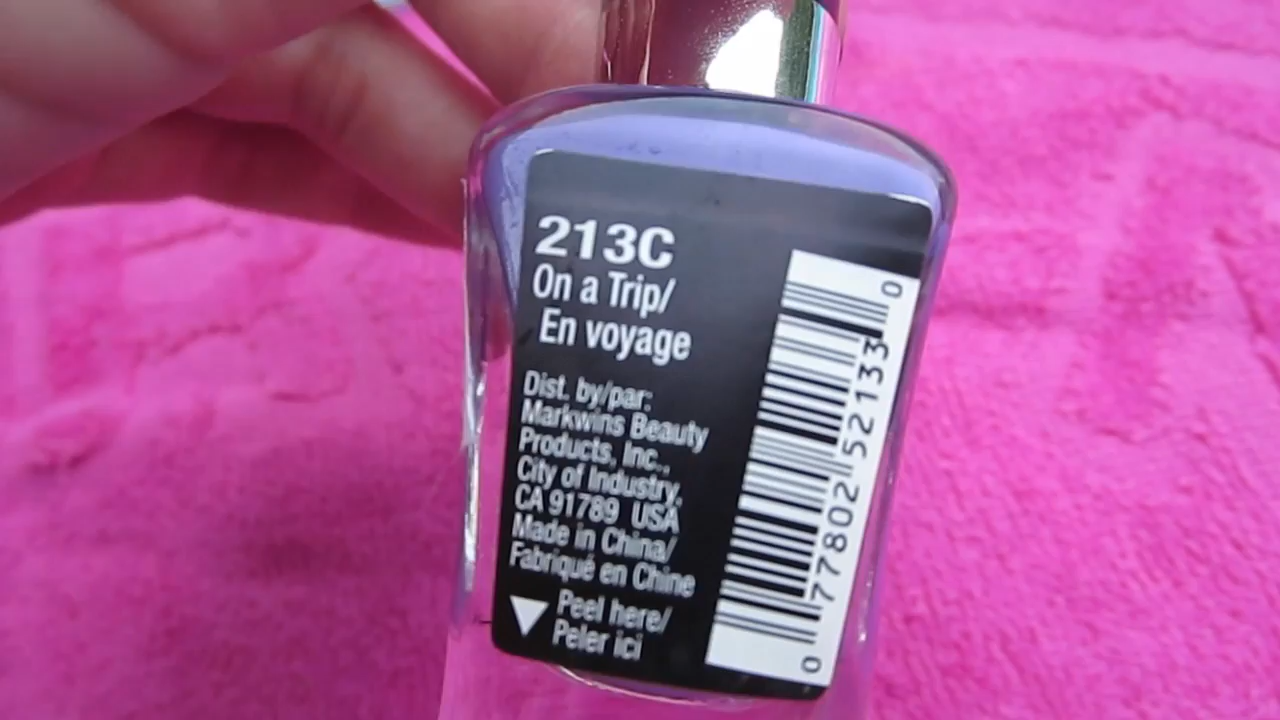 213C
On a Trip/
En voyage
Dist. by/par:
Markwins Beauty
Products, Inc.,
City of Industry,
CA 91789 USA
Made in China/
Fabriqué en Chine
Peel here/
Peler ici
0 77802 52133 0